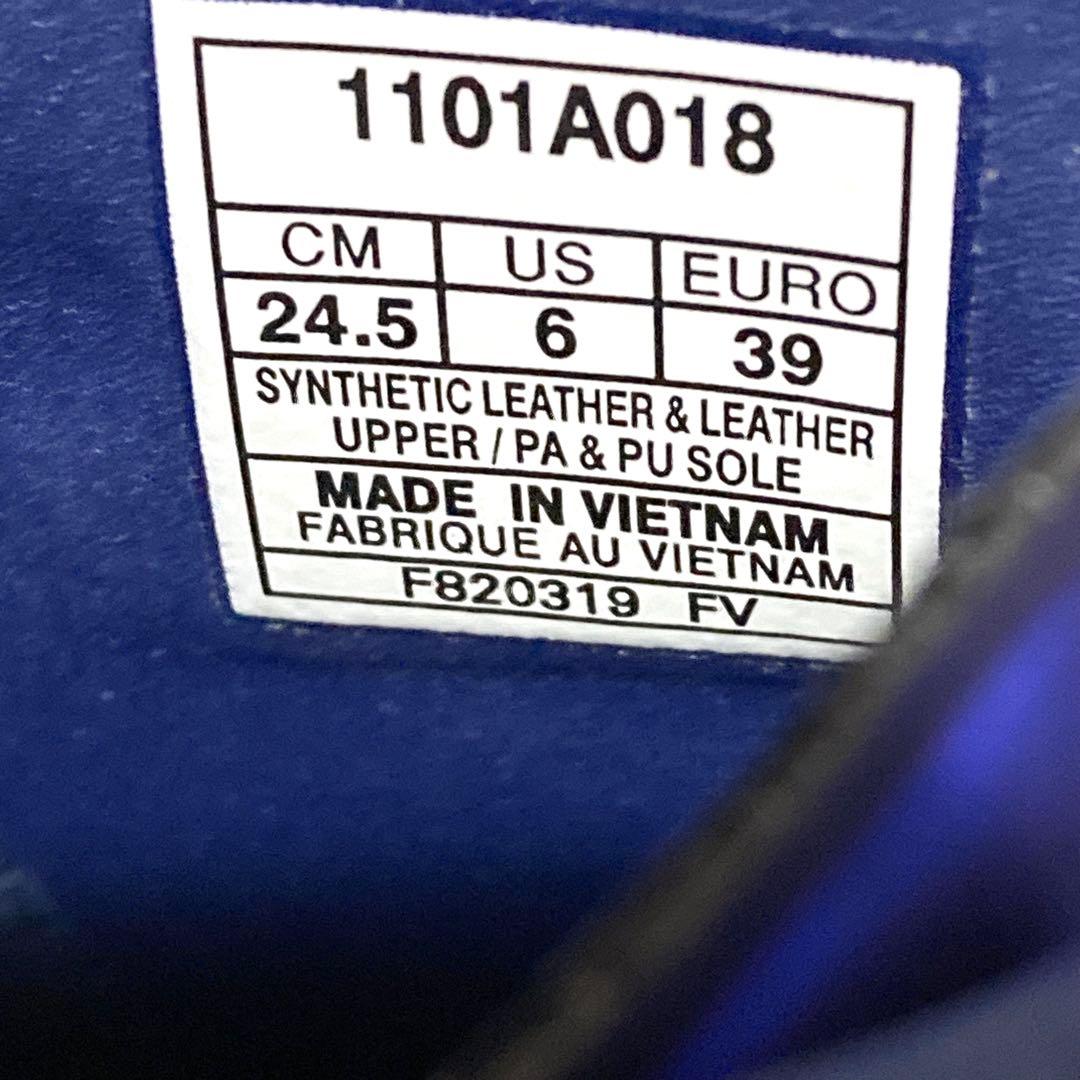 1101A018
CM US EURO
24.5 6 39
SYNTHETIC LEATHER & LEATHER
UPPER / PA & PU SOLE
MADE IN VIETNAM
FABRIQUE AU VIETNAM
F820319 FV